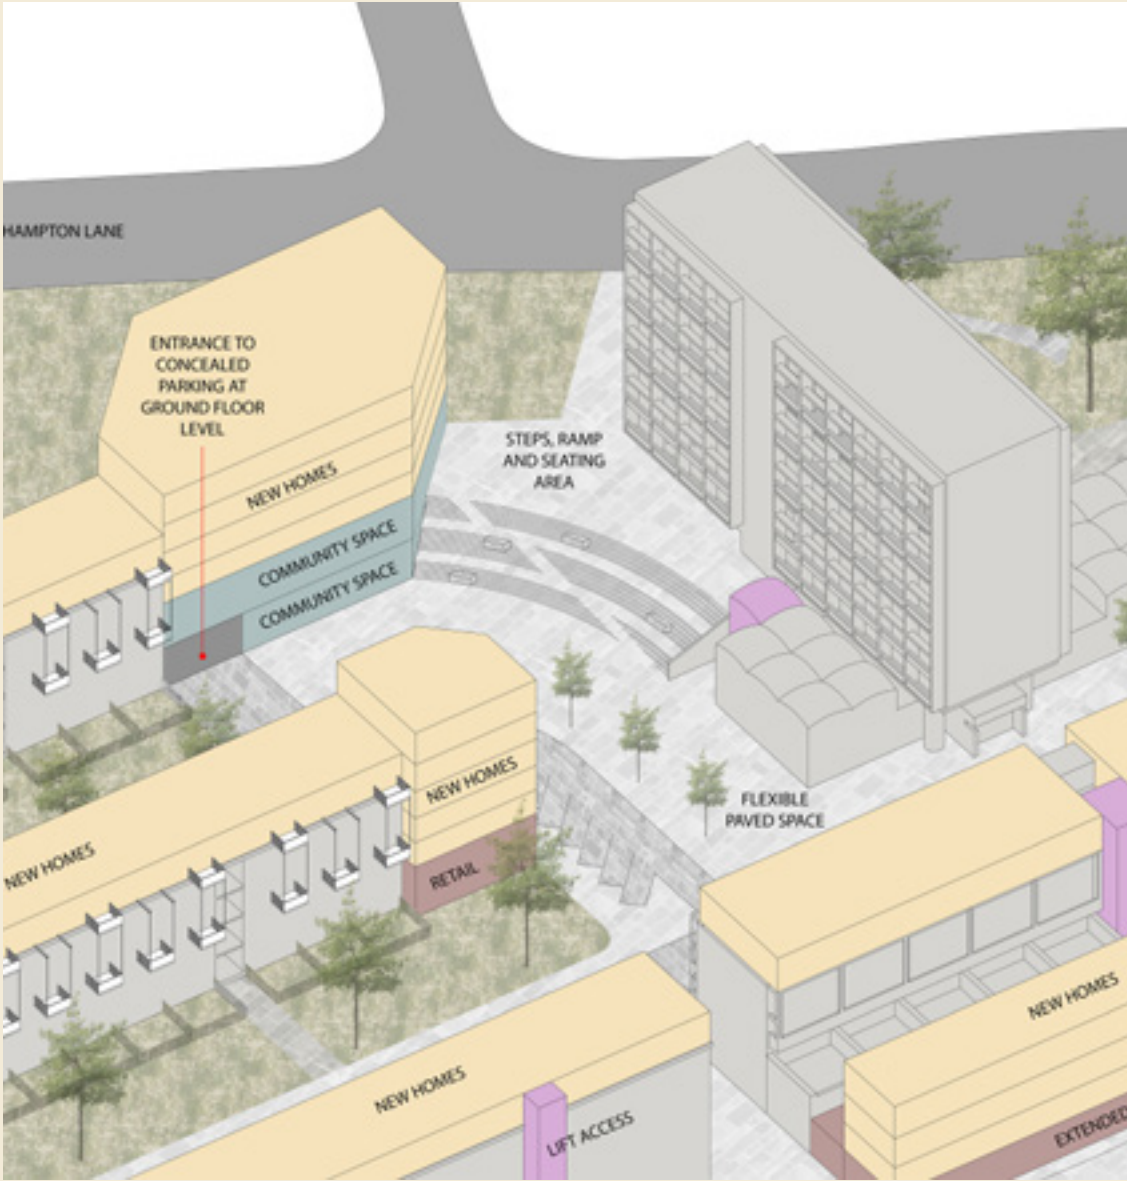 HAMPTON LANE
ENTRANCE TO
CONCEALED
PARKING AT
GROUND FLOOR
LEVEL
STEPS, RAMP
AND SEATING
AREA
NEW HOMES
COMMUNITY SPACE
COMMUNITY SPACE
NEW HOMES
FLEXIBLE
PAVED SPACE
NEW HOMES
RETAIL
NEW HOMES
NEW HOMES
LIFT ACCESS
EXTENDED